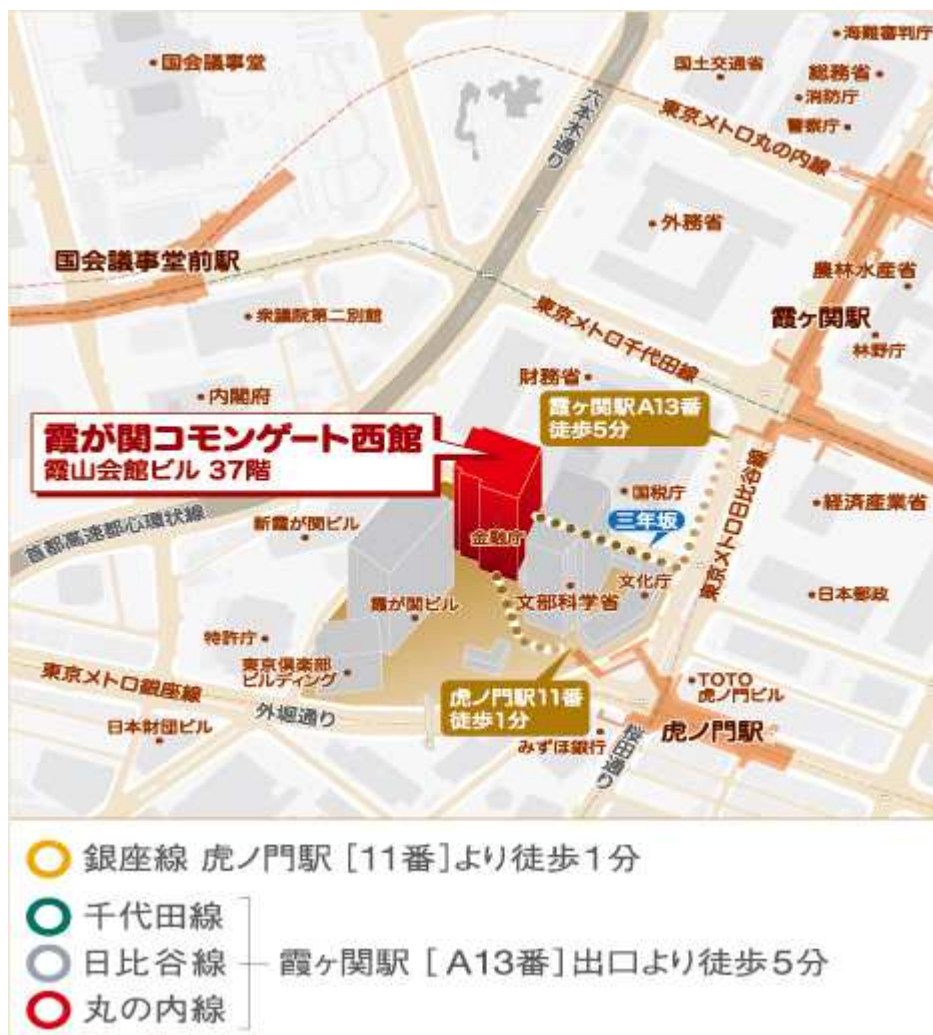 国会議事堂
海難審判庁
国土交通省
総務省
消防庁
警察庁
六本木通り
東京メトロ丸の内線
外務省
国会議事堂前駅
農林水産省
霞ヶ関駅
林野庁
衆議院第二別館
東京メトロ千代田線
財務省
内閣府
霞ヶ関駅A13番
徒歩5分
霞が関コモンゲート西館
霞山会館ビル 37階
国税庁
経済産業省
三年坂
東京メトロ日比谷線
首都高速都心環状線
新霞が関ビル
金融庁
文化庁
文部科学省
日本郵政
霞が関ビル
特許庁
東京倶楽部
ビルディング
東京メトロ銀座線
外堀通り
日本財団ビル
虎ノ門駅11番
徒歩1分
TOTO
虎ノ門ビル
みずほ銀行
桜田通り
虎ノ門駅
銀座線 虎ノ門駅 [11番]より徒歩1分
千代田線
日比谷線
霞ヶ関駅 [A13番]出口より徒歩5分
丸の内線